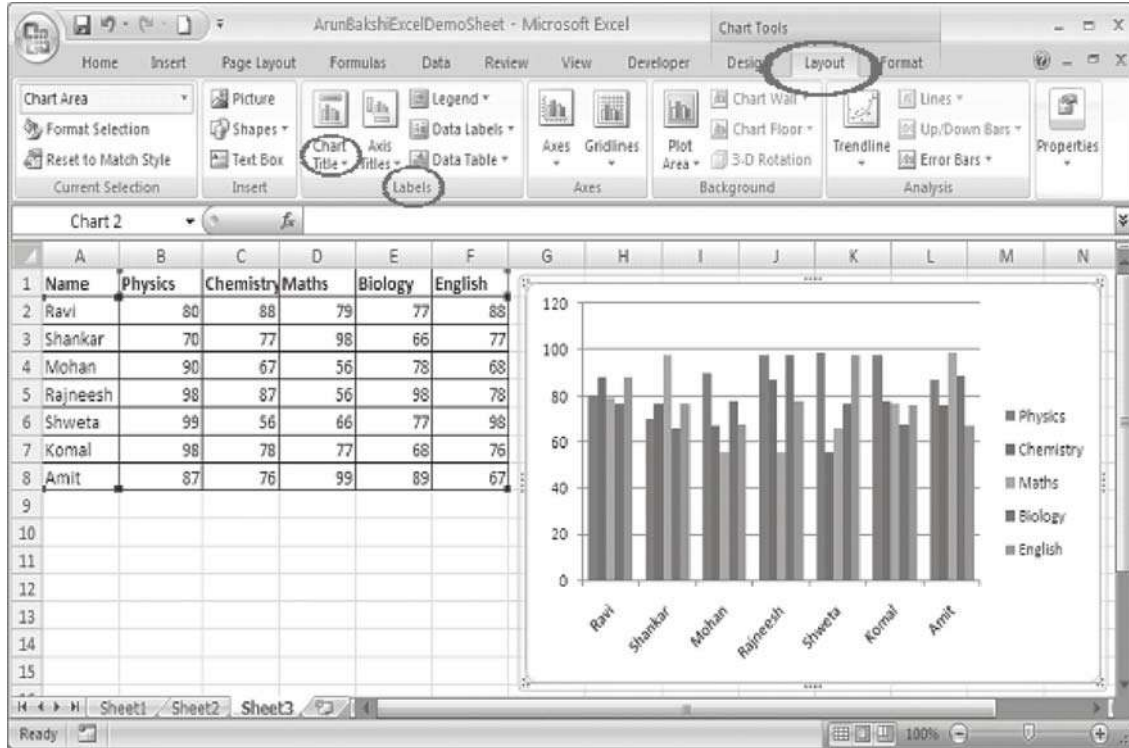 ArunBakshiExcelDemoSheet - Microsoft Excel
Chart Tools
Home Insert Page Layout Formulas Data Review View Developer Design Layout Format
Chart Area
Format Selection
Reset to Match Style
Current Selection
Picture
Shapes
Text Box
Insert
Chart Title
Axis Titles
Legend
Data Labels
Data Table
Labels
Axes
Gridlines
Axes
Plot Area
Chart Wall
Chart Floor
3-D Rotation
Background
Trendline
Lines
Up/Down Bars
Error Bars
Analysis
Properties
Chart 2 fx
A B C D E F G H I J K L M N
1 Name Physics Chemistry Maths Biology English
2 Ravi 80 88 79 77 88
3 Shankar 70 77 98 66 77
4 Mohan 90 67 56 78 68
5 Rajneesh 98 87 56 98 78
6 Shweta 99 56 66 77 98
7 Komal 98 78 77 68 76
8 Amit 87 76 99 89 67
9
10
11
12
13
14
15
120
100
80
60
40
20
0
Ravi Shankar Mohan Rajneesh Shweta Komal Amit
Physics
Chemistry
Maths
Biology
English
Sheet1 Sheet2 Sheet3
Ready 100%